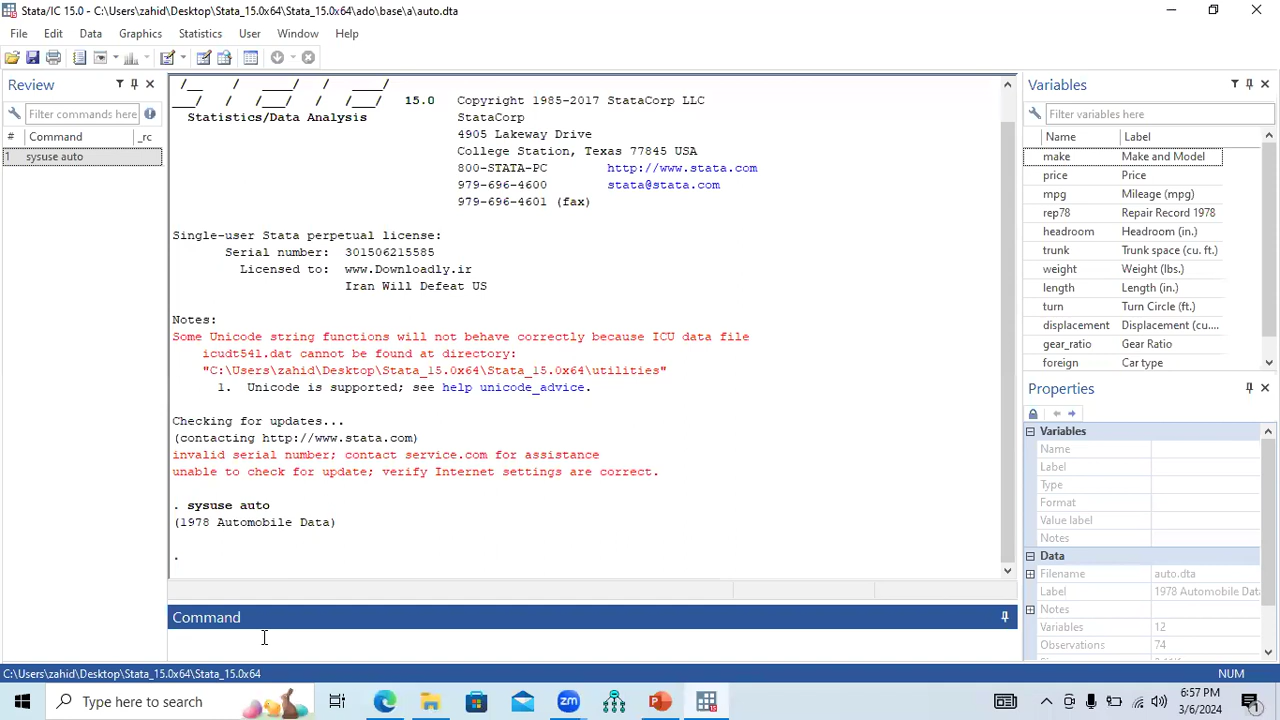 Stata/IC 15.0 - C:\Users\zahid\Desktop\Stata_15.0x64\Stata_15.0x64\ado\base\a\auto.dta
File Edit Data Graphics Statistics User Window Help
Review
Filter commands here
# Command _rc
1 sysuse auto
15.0 Copyright 1985-2017 StataCorp LLC
Statistics/Data Analysis StataCorp
4905 Lakeway Drive
College Station, Texas 77845 USA
800-STATA-PC http://www.stata.com
979-696-4600 stata@stata.com
979-696-4601 (fax)
Single-user Stata perpetual license:
Serial number: 301506215585
Licensed to: www.Downloadly.ir
Iran Will Defeat US
Notes:
Some Unicode string functions will not behave correctly because ICU data file
icudt54l.dat cannot be found at directory:
"C:\Users\zahid\Desktop\Stata_15.0x64\Stata_15.0x64\utilities"
1. Unicode is supported; see help unicode_advice.
Checking for updates...
(contacting http://www.stata.com)
invalid serial number; contact service.com for assistance
unable to check for update; verify Internet settings are correct.
. sysuse auto
(1978 Automobile Data)
.
Command
Variables
Filter variables here
Name Label
make Make and Model
price Price
mpg Mileage (mpg)
rep78 Repair Record 1978
headroom Headroom (in.)
trunk Trunk space (cu. ft.)
weight Weight (lbs.)
length Length (in.)
turn Turn Circle (ft.)
displacement Displacement (cu....
gear_ratio Gear Ratio
foreign Car type
Properties
Variables
Name
Label
Type
Format
Value label
Notes
Data
Filename auto.dta
Label 1978 Automobile Dat
Notes
Variables 12
Observations 74
C:\Users\zahid\Desktop\Stata_15.0x64\Stata_15.0x64
NUM
Type here to search
zm
6:57 PM
3/6/2024
1